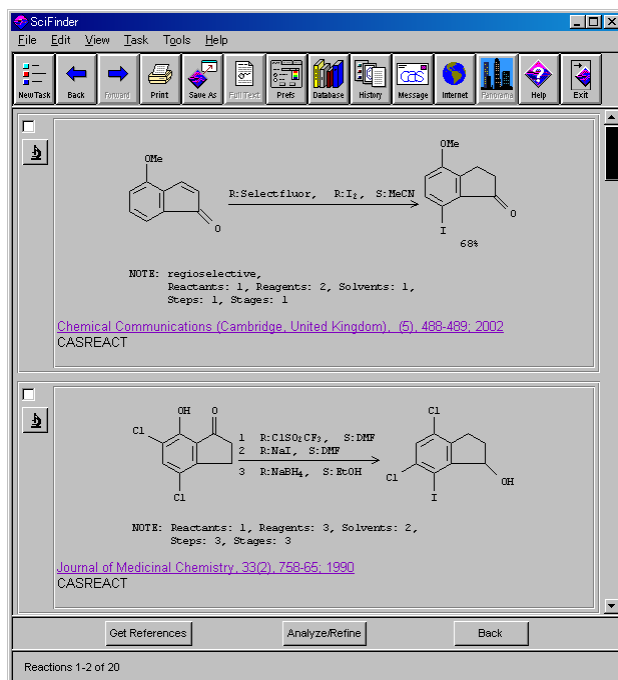 SciFinder
File Edit View Task Tools Help
NewTask Back Forward Print Save As Full Text Prefs Database History Message Internet Panorama Help Exit
CAS
OMe
O
R:Selectfluor, R:I₂, S:MeCN
OMe
O
I
68%
NOTE: regioselective,
Reactants: 1, Reagents: 2, Solvents: 1,
Steps: 1, Stages: 1
Chemical Communications (Cambridge, United Kingdom), (5), 488-489; 2002
CASREACT
OH O
Cl
Cl
1 R:ClSO₂CF₃, S:DMF
2 R:NaI, S:DMF
3 R:NaBH₄, S:EtOH
Cl
Cl
I
OH
NOTE: Reactants: 1, Reagents: 3, Solvents: 2,
Steps: 3, Stages: 3
Journal of Medicinal Chemistry, 33(2), 758-65; 1990
CASREACT
Get References Analyze/Refine Back
Reactions 1-2 of 20